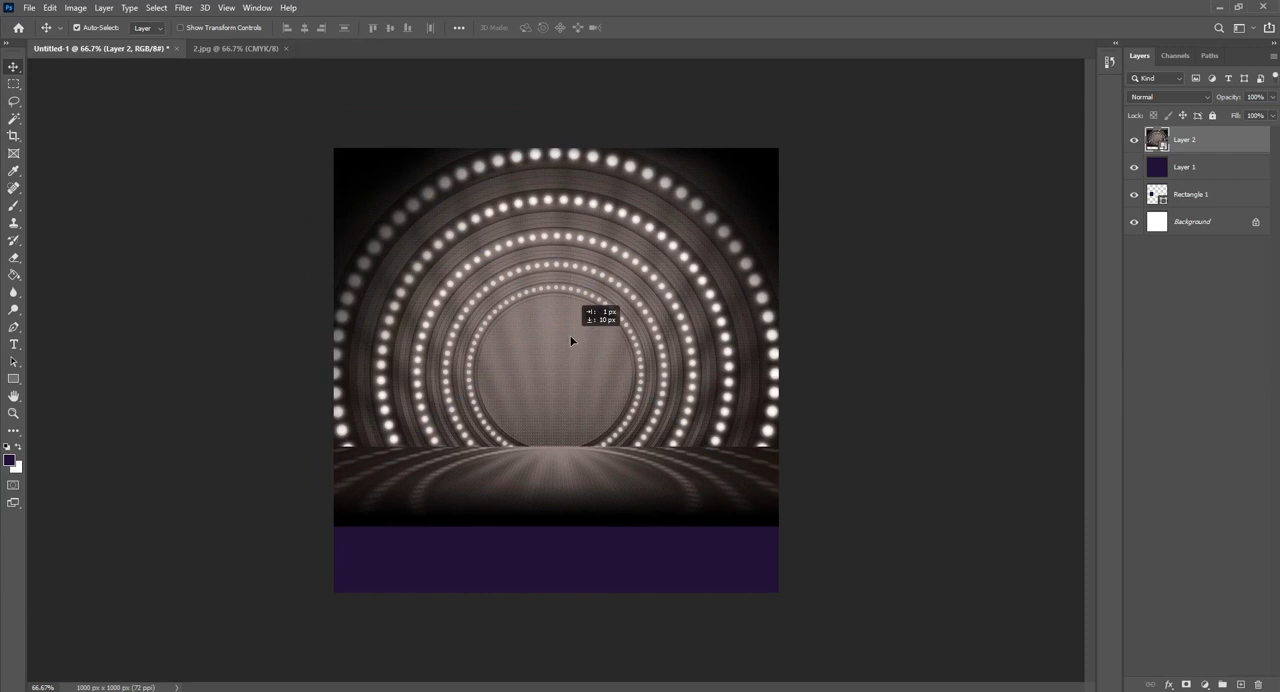 Ps File Edit Image Layer Type Select Filter 3D View Window Help
Auto-Select: Layer Show Transform Controls ••• 3D Mode:
Untitled-1 @ 66.7% (Layer 2, RGB/8#) * × 2.jpg @ 66.7% (CMYK/8) ×
Layers Channels Paths
Kind
Normal Opacity: 100%
Lock: Fill: 100%
Layer 2
Layer 1
Rectangle 1
Background
1 px
10 px
66.67% 1000 px x 1000 px (72 ppi)